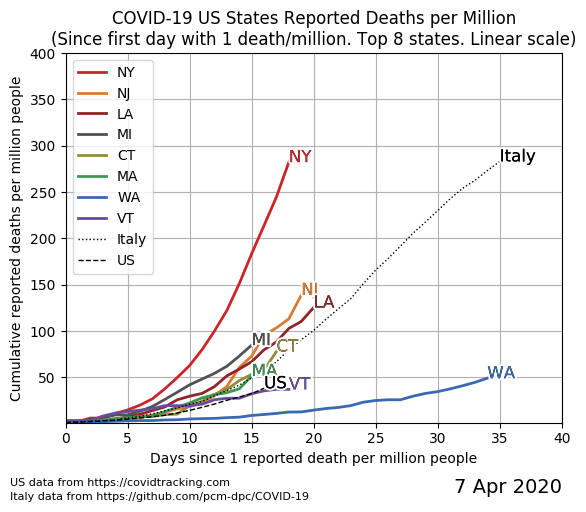 COVID-19 US States Reported Deaths per Million
(Since first day with 1 death/million. Top 8 states. Linear scale)
Cumulative reported deaths per million people
400
350
300
250
200
150
100
50
NY
NJ
LA
MI
CT
MA
WA
VT
Italy
US
NY
Italy
NJ
LA
MI
CT
MA
US
VT
WA
0
5
10
15
20
25
30
35
40
Days since 1 reported death per million people
US data from https://covidtracking.com
Italy data from https://github.com/pcm-dpc/COVID-19
7 Apr 2020